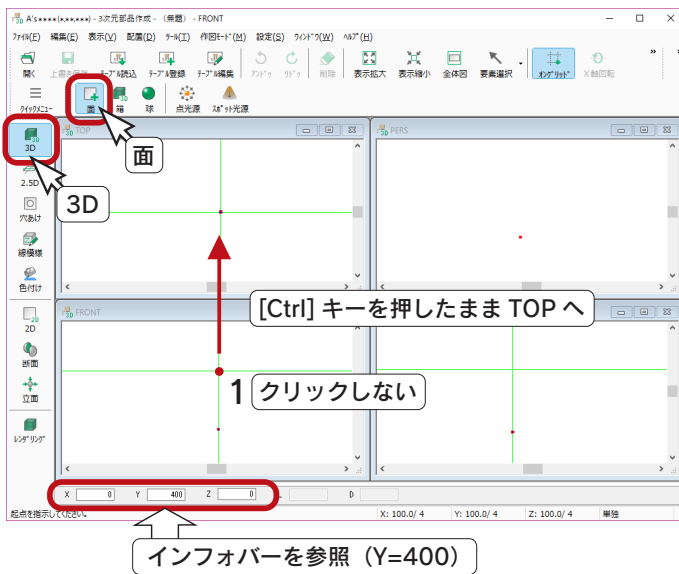 A's****(*.**.***) - 3次元部品作成 - （無題） - FRONT
ﾌｧｲﾙ(F) 編集(E) 表示(V) 配置(D) ﾂｰﾙ(T) 作図ﾓｰﾄﾞ(M) 設定(S) ｳｨﾝﾄﾞｳ(W) ﾍﾙﾌﾟ(H)
開く 上書き保存 ﾃｰﾌﾞﾙ読込 ﾃｰﾌﾞﾙ登録 ﾃｰﾌﾞﾙ編集 ｱﾝﾄﾞｩ ﾘﾄﾞｩ 削除 表示拡大 表示縮小 全体図 要素選択 ｵﾝｸﾞﾘｯﾄﾞ X軸回転
ｸｲｯｸﾒﾆｭｰ 面 箱 球 点光源 ｽﾎﾟｯﾄ光源
3D
2.5D
穴あけ
線模様
色付け
2D
断面
立面
ﾚﾝﾀﾞﾘﾝｸﾞ
TOP
PERS
面
3D
[Ctrl] キーを押したまま TOP へ
FRONT
1 クリックしない
X 0 Y 400 Z 0 L D
起点を指示してください。 X: 100.0/ 4 Y: 100.0/ 4 Z: 100.0/ 4 単独
インフォバーを参照（Y=400）